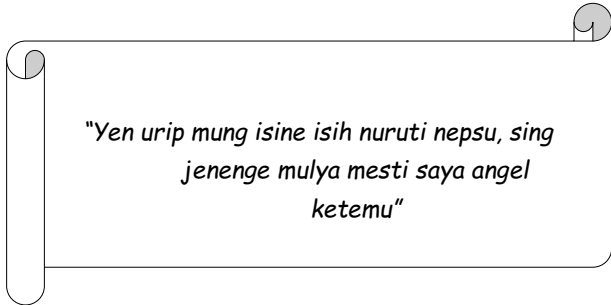 “Yen urip mung isine isih nuruti nepsu, sing
jenenge mulya mesti saya angel
ketemu”